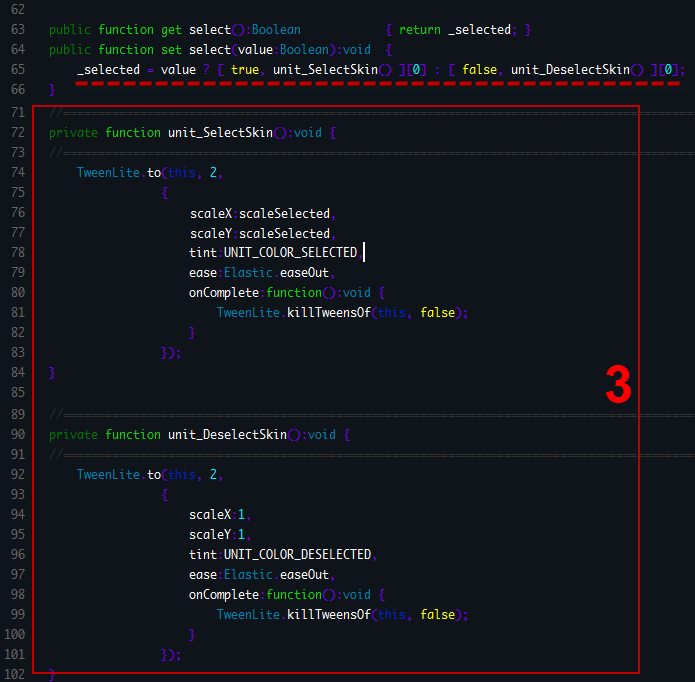 62
63 public function get select():Boolean { return _selected; }
64 public function set select(value:Boolean):void {
65 _selected = value ? [ true, unit_SelectSkin() ][0] : [ false, unit_DeselectSkin() ][0];
66 }
71 //==========================================================================================
72 private function unit_SelectSkin():void {
73 //==========================================================================================
74 TweenLite.to(this, 2,
75 {
76 scaleX:scaleSelected,
77 scaleY:scaleSelected,
78 tint:UNIT_COLOR_SELECTED,
79 ease:Elastic.easeOut,
80 onComplete:function():void {
81 TweenLite.killTweensOf(this, false);
82 }
83 });
84 }
85
3
89 //==========================================================================================
90 private function unit_DeselectSkin():void {
91 //==========================================================================================
92 TweenLite.to(this, 2,
93 {
94 scaleX:1,
95 scaleY:1,
96 tint:UNIT_COLOR_DESELECTED,
97 ease:Elastic.easeOut,
98 onComplete:function():void {
99 TweenLite.killTweensOf(this, false);
100 }
101 });
102 }